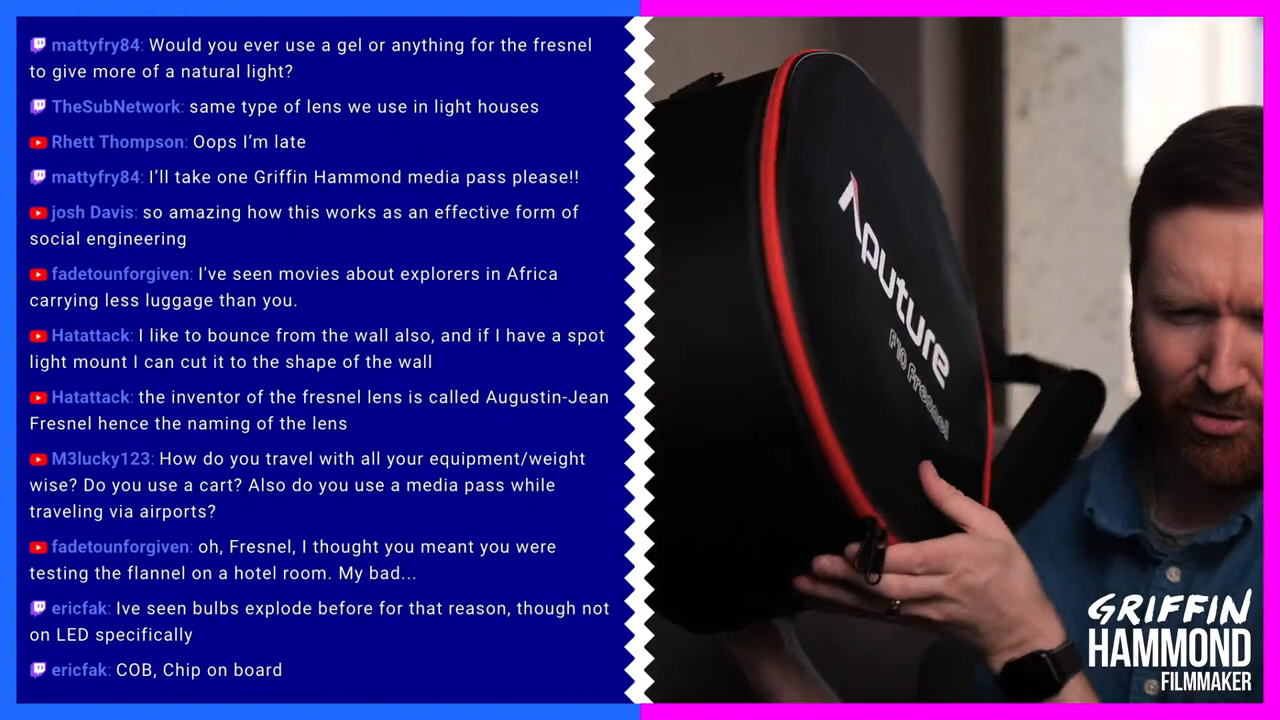 mattyfry84: Would you ever use a gel or anything for the fresnel
to give more of a natural light?
TheSubNetwork: same type of lens we use in light houses
Rhett Thompson: Oops I’m late
mattyfry84: I’ll take one Griffin Hammond media pass please!!
josh Davis: so amazing how this works as an effective form of
social engineering
fadetounforgiven: I've seen movies about explorers in Africa
carrying less luggage than you.
Hatattack: I like to bounce from the wall also, and if I have a spot
light mount I can cut it to the shape of the wall
Hatattack: the inventor of the fresnel lens is called Augustin-Jean
Fresnel hence the naming of the lens
M3lucky123: How do you travel with all your equipment/weight
wise? Do you use a cart? Also do you use a media pass while
traveling via airports?
fadetounforgiven: oh, Fresnel, I thought you meant you were
testing the flannel on a hotel room. My bad...
ericfak: Ive seen bulbs explode before for that reason, though not
on LED specifically
ericfak: COB, Chip on board
Aputure
F10 Fresnel
GRIFFIN
HAMMOND
FILMMAKER